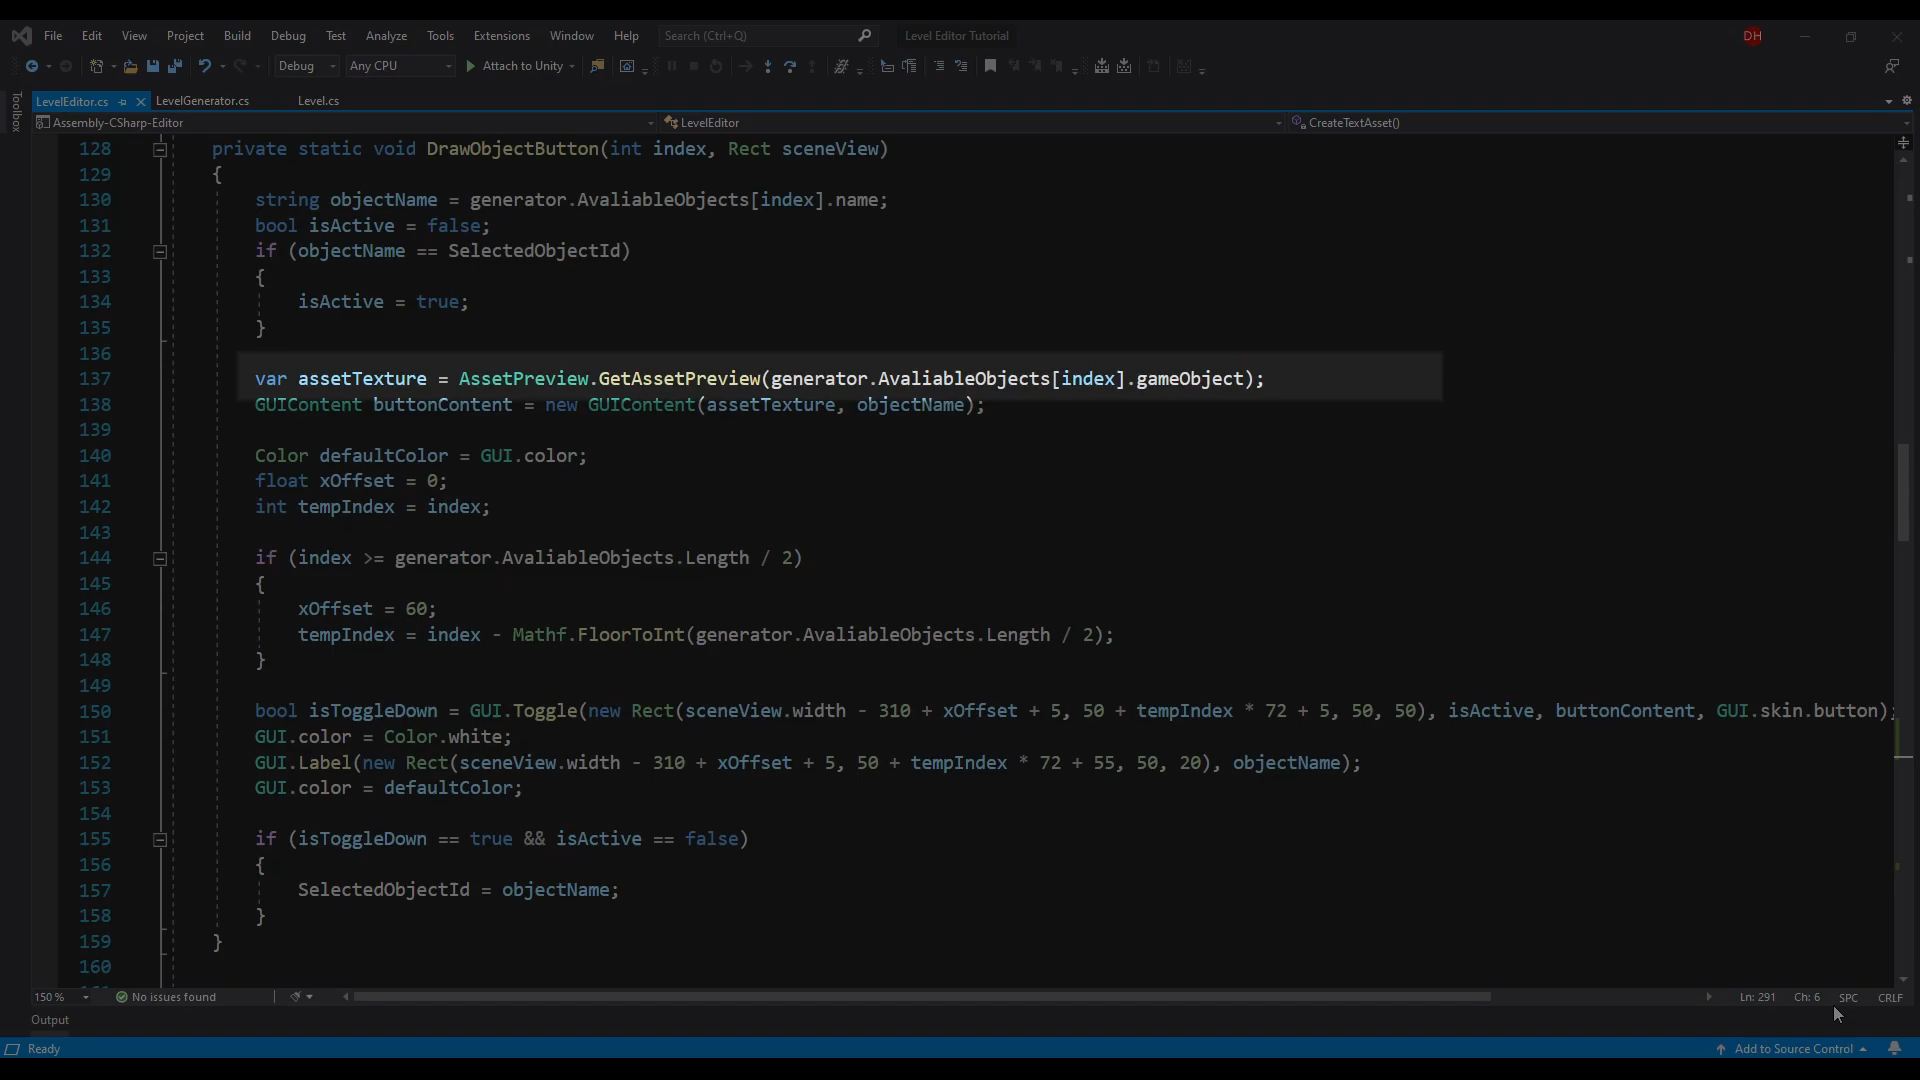 File Edit View Project Build Debug Test Analyze Tools Extensions Window Help Search (Ctrl+Q) Level Editor Tutorial DH
Debug Any CPU Attach to Unity
LevelEditor.cs LevelGenerator.cs Level.cs
Toolbox
Assembly-CSharp-Editor LevelEditor CreateTextAsset()
128 private static void DrawObjectButton(int index, Rect sceneView)
129 {
130 string objectName = generator.AvaliableObjects[index].name;
131 bool isActive = false;
132 if (objectName == SelectedObjectId)
133 {
134 isActive = true;
135 }
136
137 var assetTexture = AssetPreview.GetAssetPreview(generator.AvaliableObjects[index].gameObject);
138 GUIContent buttonContent = new GUIContent(assetTexture, objectName);
139
140 Color defaultColor = GUI.color;
141 float xOffset = 0;
142 int tempIndex = index;
143
144 if (index >= generator.AvaliableObjects.Length / 2)
145 {
146 xOffset = 60;
147 tempIndex = index - Mathf.FloorToInt(generator.AvaliableObjects.Length / 2);
148 }
149
150 bool isToggleDown = GUI.Toggle(new Rect(sceneView.width - 310 + xOffset + 5, 50 + tempIndex * 72 + 5, 50, 50), isActive, buttonContent, GUI.skin.button);
151 GUI.color = Color.white;
152 GUI.Label(new Rect(sceneView.width - 310 + xOffset + 5, 50 + tempIndex * 72 + 55, 50, 20), objectName);
153 GUI.color = defaultColor;
154
155 if (isToggleDown == true && isActive == false)
156 {
157 SelectedObjectId = objectName;
158 }
159 }
160
150 % No issues found Ln: 291 Ch: 6 SPC CRLF
Output
Ready Add to Source Control